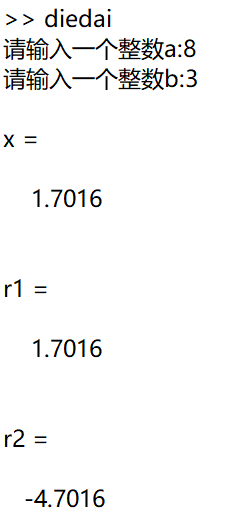 >> diedai
请输入一个整数a:8
请输入一个整数b:3
x =
1.7016
r1 =
1.7016
r2 =
-4.7016